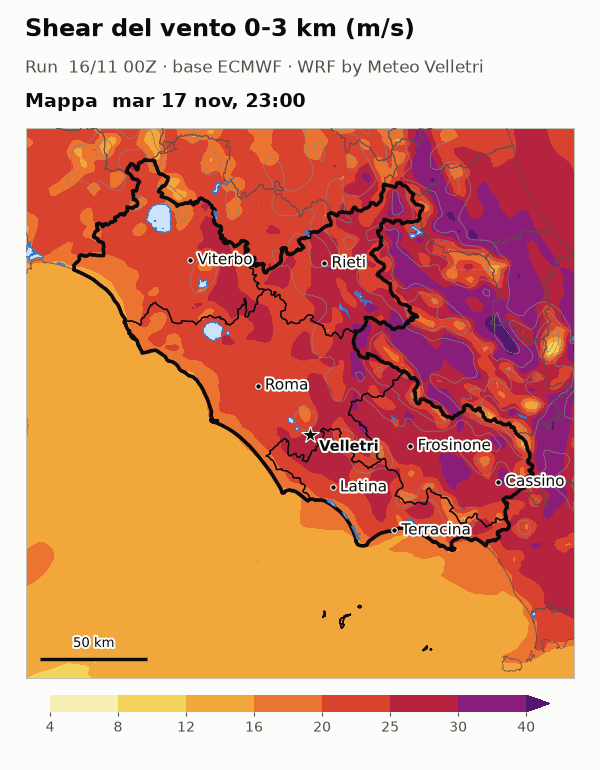 Shear del vento 0-3 km (m/s)
Run 16/11 00Z · base ECMWF · WRF by Meteo Velletri
Mappa mar 17 nov, 23:00
Viterbo
Rieti
Roma
Velletri
Frosinone
Latina
Cassino
Terracina
50 km
4 8 12 16 20 25 30 40